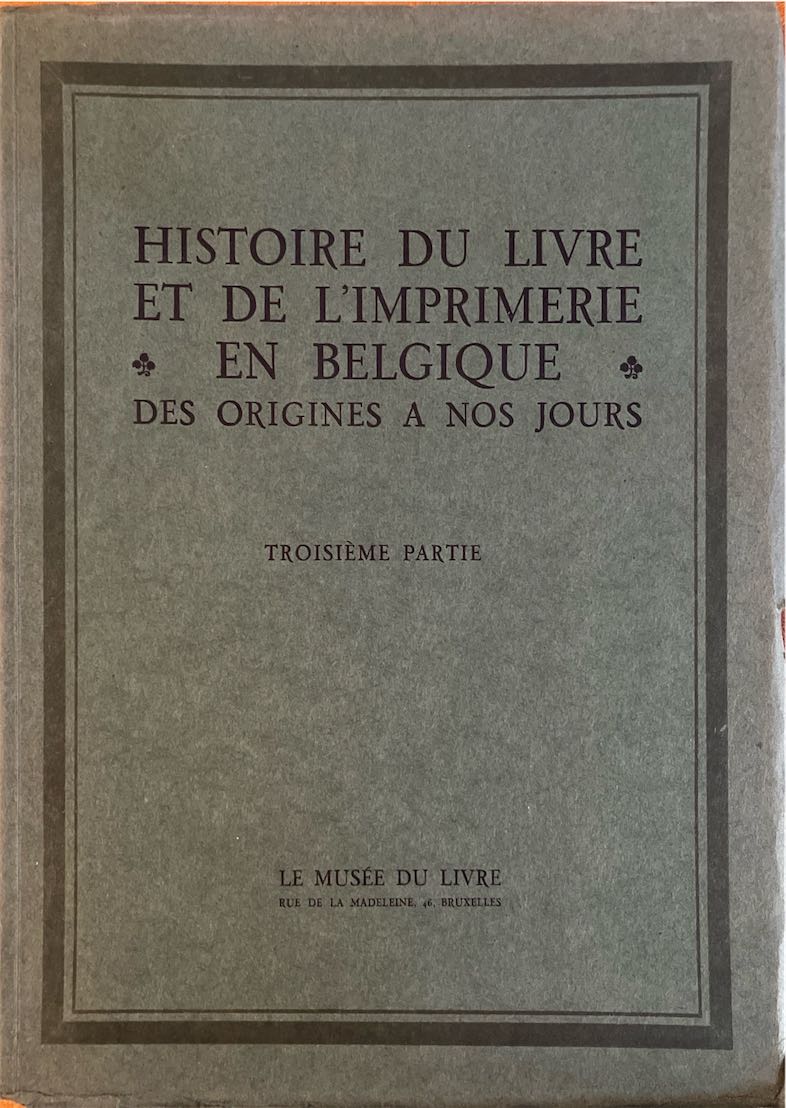 HISTOIRE DU LIVRE
ET DE L'IMPRIMERIE
EN BELGIQUE
DES ORIGINES A NOS JOURS
TROISIÈME PARTIE
LE MUSÉE DU LIVRE
RUE DE LA MADELEINE, 46, BRUXELLES